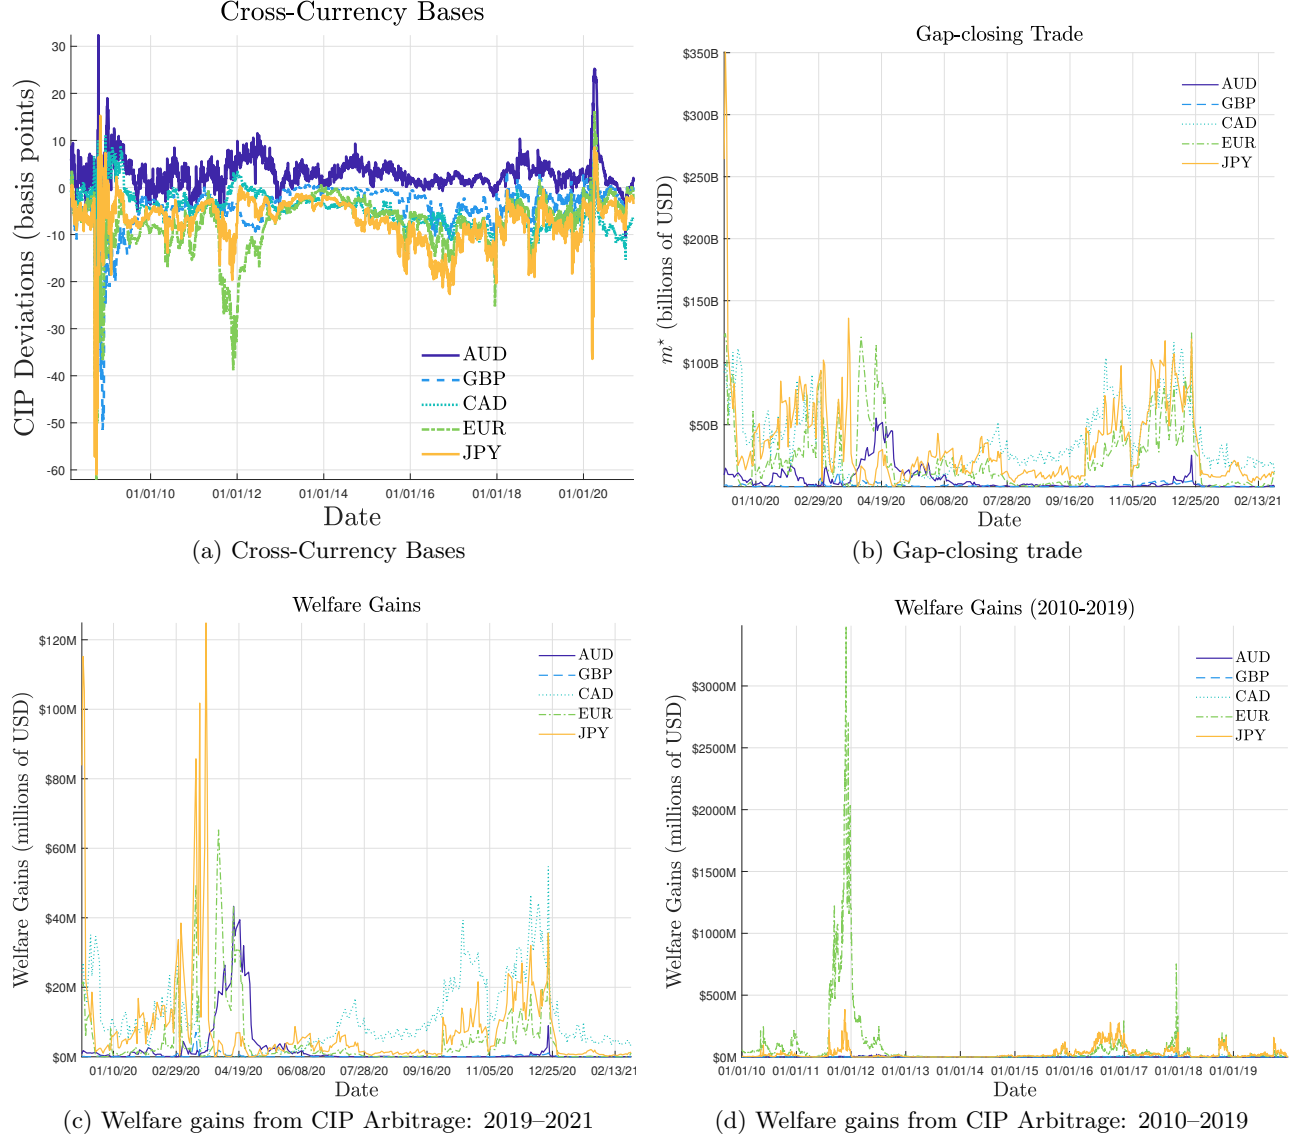 Cross-Currency Bases
CIP Deviations (basis points)
30
20
10
0
-10
-20
-30
-40
-50
-60
AUD
GBP
CAD
EUR
JPY
01/01/10 01/01/12 01/01/14 01/01/16 01/01/18 01/01/20
Date
(a) Cross-Currency Bases
Gap-closing Trade
m* (billions of USD)
$350B
$300B
$250B
$200B
$150B
$100B
$50B
AUD
GBP
CAD
EUR
JPY
01/10/20 02/29/20 04/19/20 06/08/20 07/28/20 09/16/20 11/05/20 12/25/20 02/13/21
Date
(b) Gap-closing trade
Welfare Gains
Welfare Gains (millions of USD)
$120M
$100M
$80M
$60M
$40M
$20M
$0M
AUD
GBP
CAD
EUR
JPY
01/10/20 02/29/20 04/19/20 06/08/20 07/28/20 09/16/20 11/05/20 12/25/20 02/13/21
Date
(c) Welfare gains from CIP Arbitrage: 2019–2021
Welfare Gains (2010-2019)
Welfare Gains (millions of USD)
$3000M
$2500M
$2000M
$1500M
$1000M
$500M
$0M
AUD
GBP
CAD
EUR
JPY
01/01/10 01/01/11 01/01/12 01/01/13 01/01/14 01/01/15 01/01/16 01/01/17 01/01/18 01/01/19
Date
(d) Welfare gains from CIP Arbitrage: 2010–2019